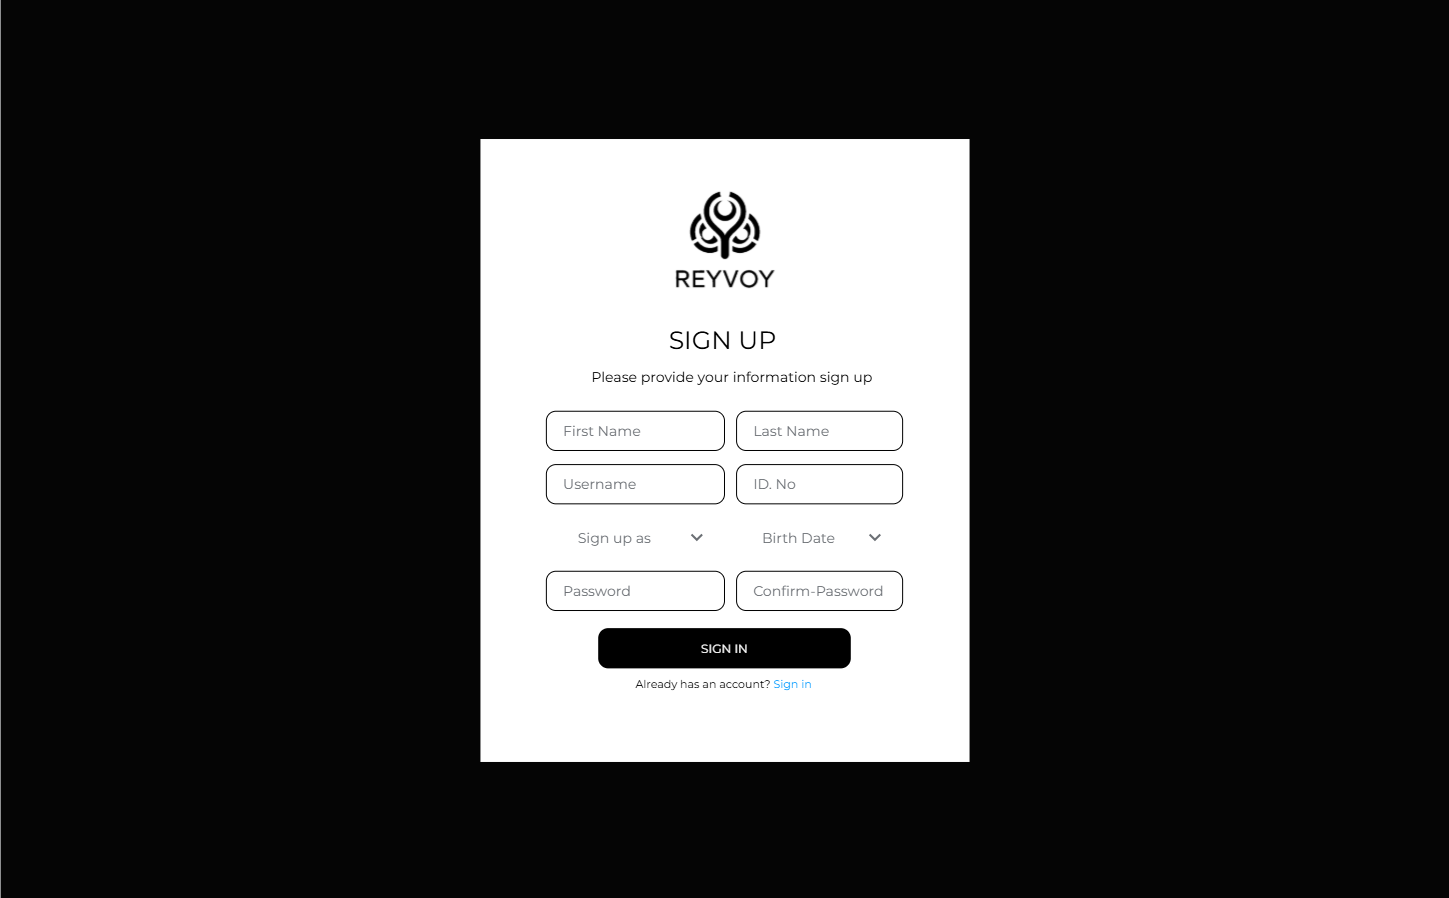 REYVOY
SIGN UP
Please provide your information sign up
First Name
Last Name
Username
ID. No
Sign up as
Birth Date
Password
Confirm-Password
SIGN IN
Already has an account? Sign in